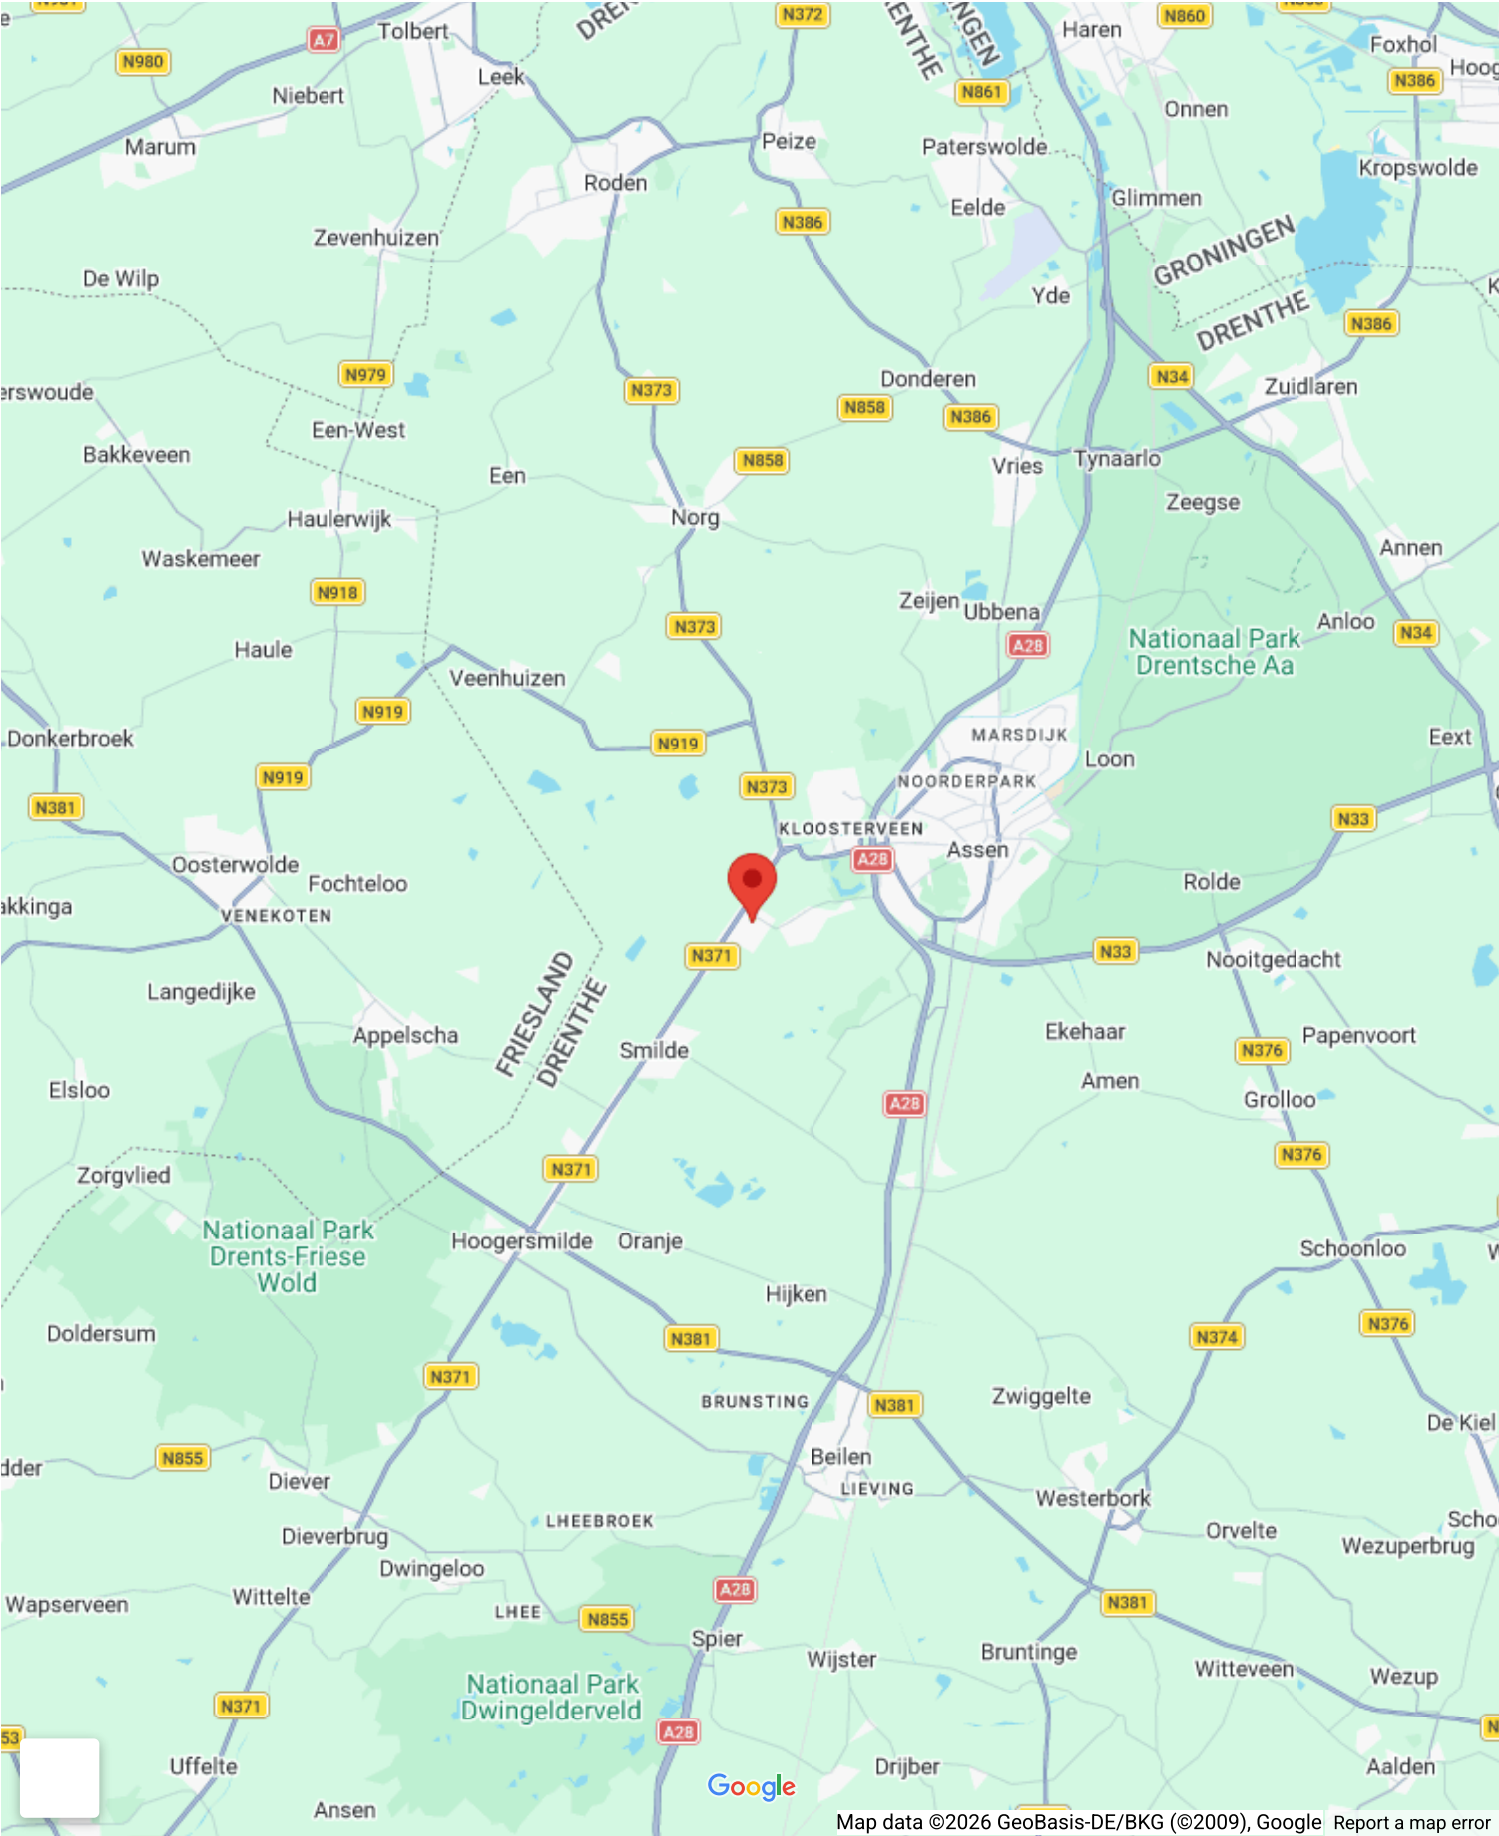 N372
N860
Haren
Tolbert
A7
Foxhol
N980
Leek
N861
N386
Niebert
Onnen
Marum
Peize
Paterswolde
Kropswolde
Roden
Glimmen
Eelde
N386
Zevenhuizen
GRONINGEN
De Wilp
Yde
DRENTHE
N386
N979
Donderen
N34
Zuidlaren
N373
N858
N386
Een-West
Bakkeveen
N858
Vries
Tynaarlo
Een
Zeegse
Haulerwijk
Norg
Waskemeer
Annen
N918
Zeijen
Ubbena
N373
Anloo
N34
Haule
A28
Nationaal Park
Drentsche Aa
Veenhuizen
N919
Donkerbroek
N919
MARSDIJK
Eext
Loon
N919
N373
NOORDERPARK
N381
KLOOSTERVEEN
N33
Oosterwolde
A28
Assen
Fochteloo
Rolde
VENEKOTEN
N371
N33
Nooitgedacht
Langedijke
FRIESLAND
DRENTHE
Appelscha
Smilde
Ekehaar
Papenvoort
N376
Elsloo
Amen
Grolloo
A28
Zorgvlied
N371
N376
Nationaal Park
Drents-Friese
Wold
Hoogersmilde
Oranje
Schoonloo
Hijken
Doldersum
N381
N374
N376
N371
BRUNSTING
N381
Zwiggelte
De Kiel
N855
Beilen
Diever
LIEVING
Westerbork
LHEEBROEK
Orvelte
Dieverbrug
Wezuperbrug
Dwingeloo
A28
Wittelte
Wapserveen
LHEE
N855
N381
Spier
Wijster
Bruntinge
Witteveen
Wezup
Nationaal Park
Dwingelderveld
N371
A28
Uffelte
Drijber
Aalden
Google
Ansen
Map data ©2026 GeoBasis-DE/BKG (©2009), Google
Report a map error